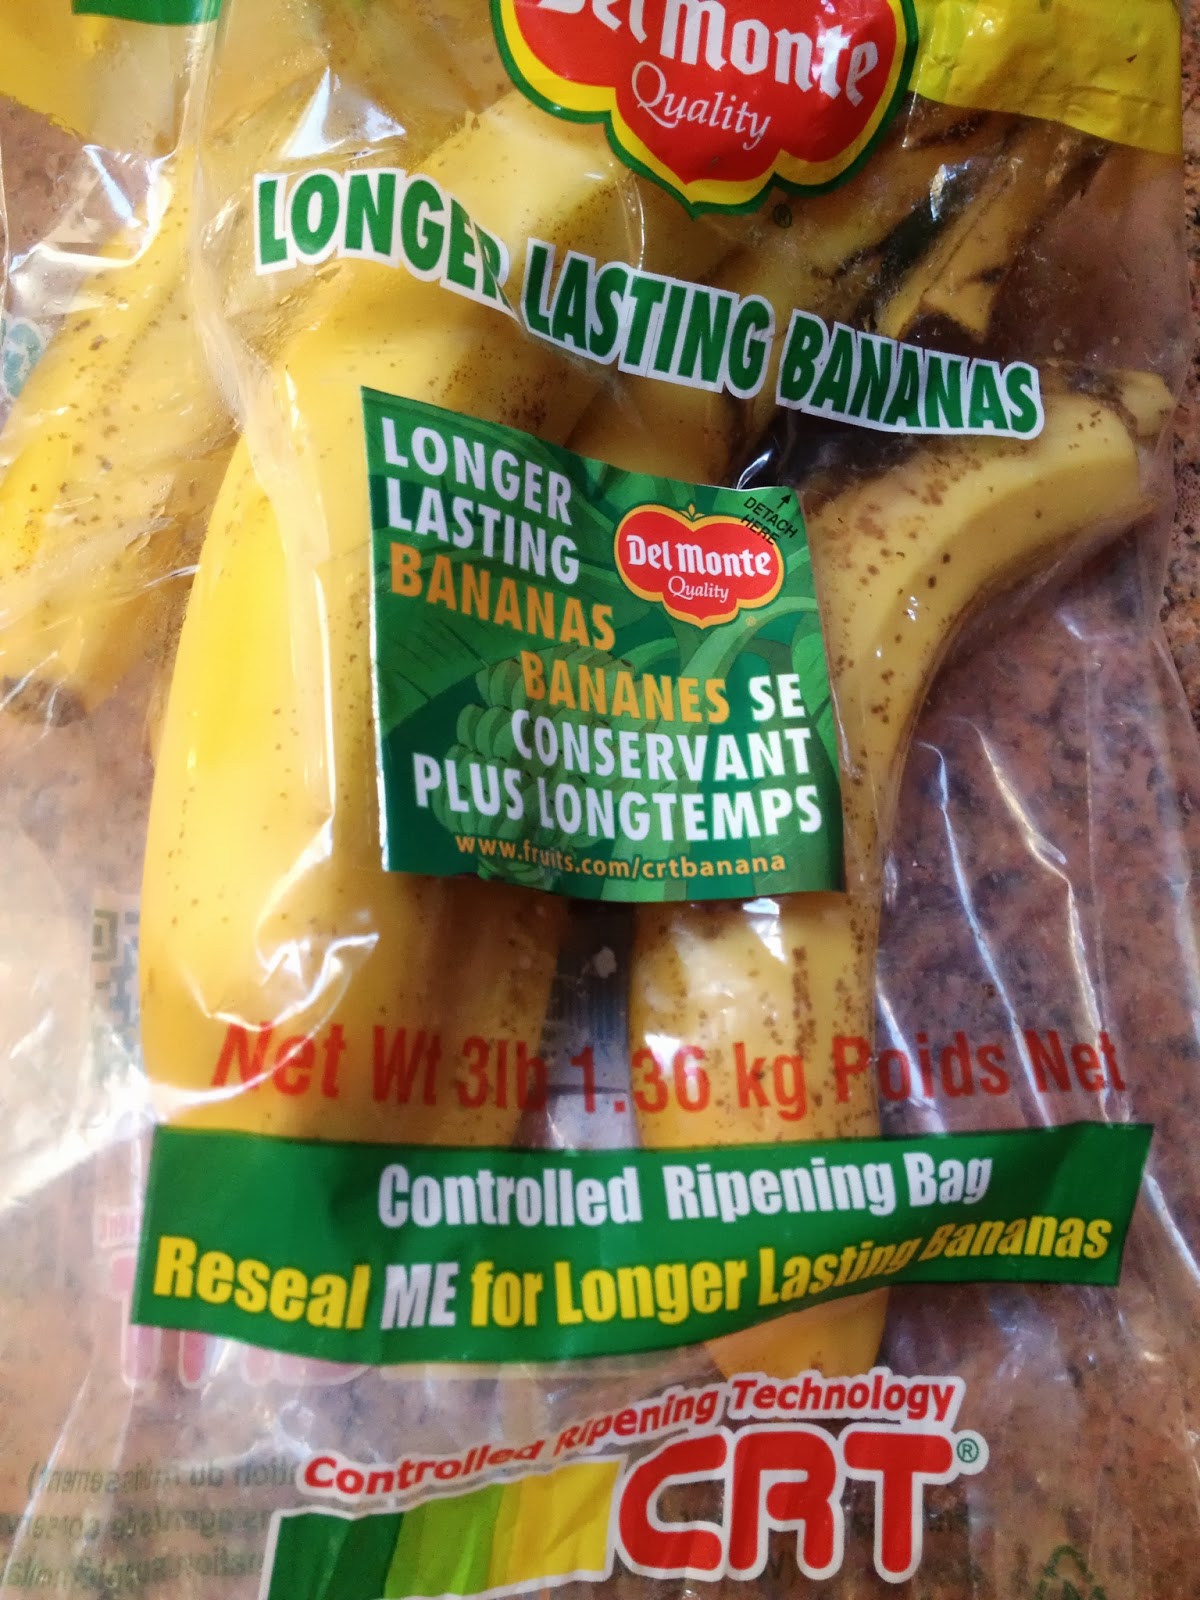 Del Monte
Quality
®
LONGER LASTING BANANAS
LONGER
LASTING
BANANAS
DETACH
HERE
Del Monte
Quality
BANANES SE
CONSERVANT
PLUS LONGTEMPS
www.fruits.com/crtbanana
Net Wt 3lb 1.36 kg Poids Net
Controlled Ripening Bag
Reseal ME for Longer Lasting Bananas
Controlled Ripening Technology
CRT®